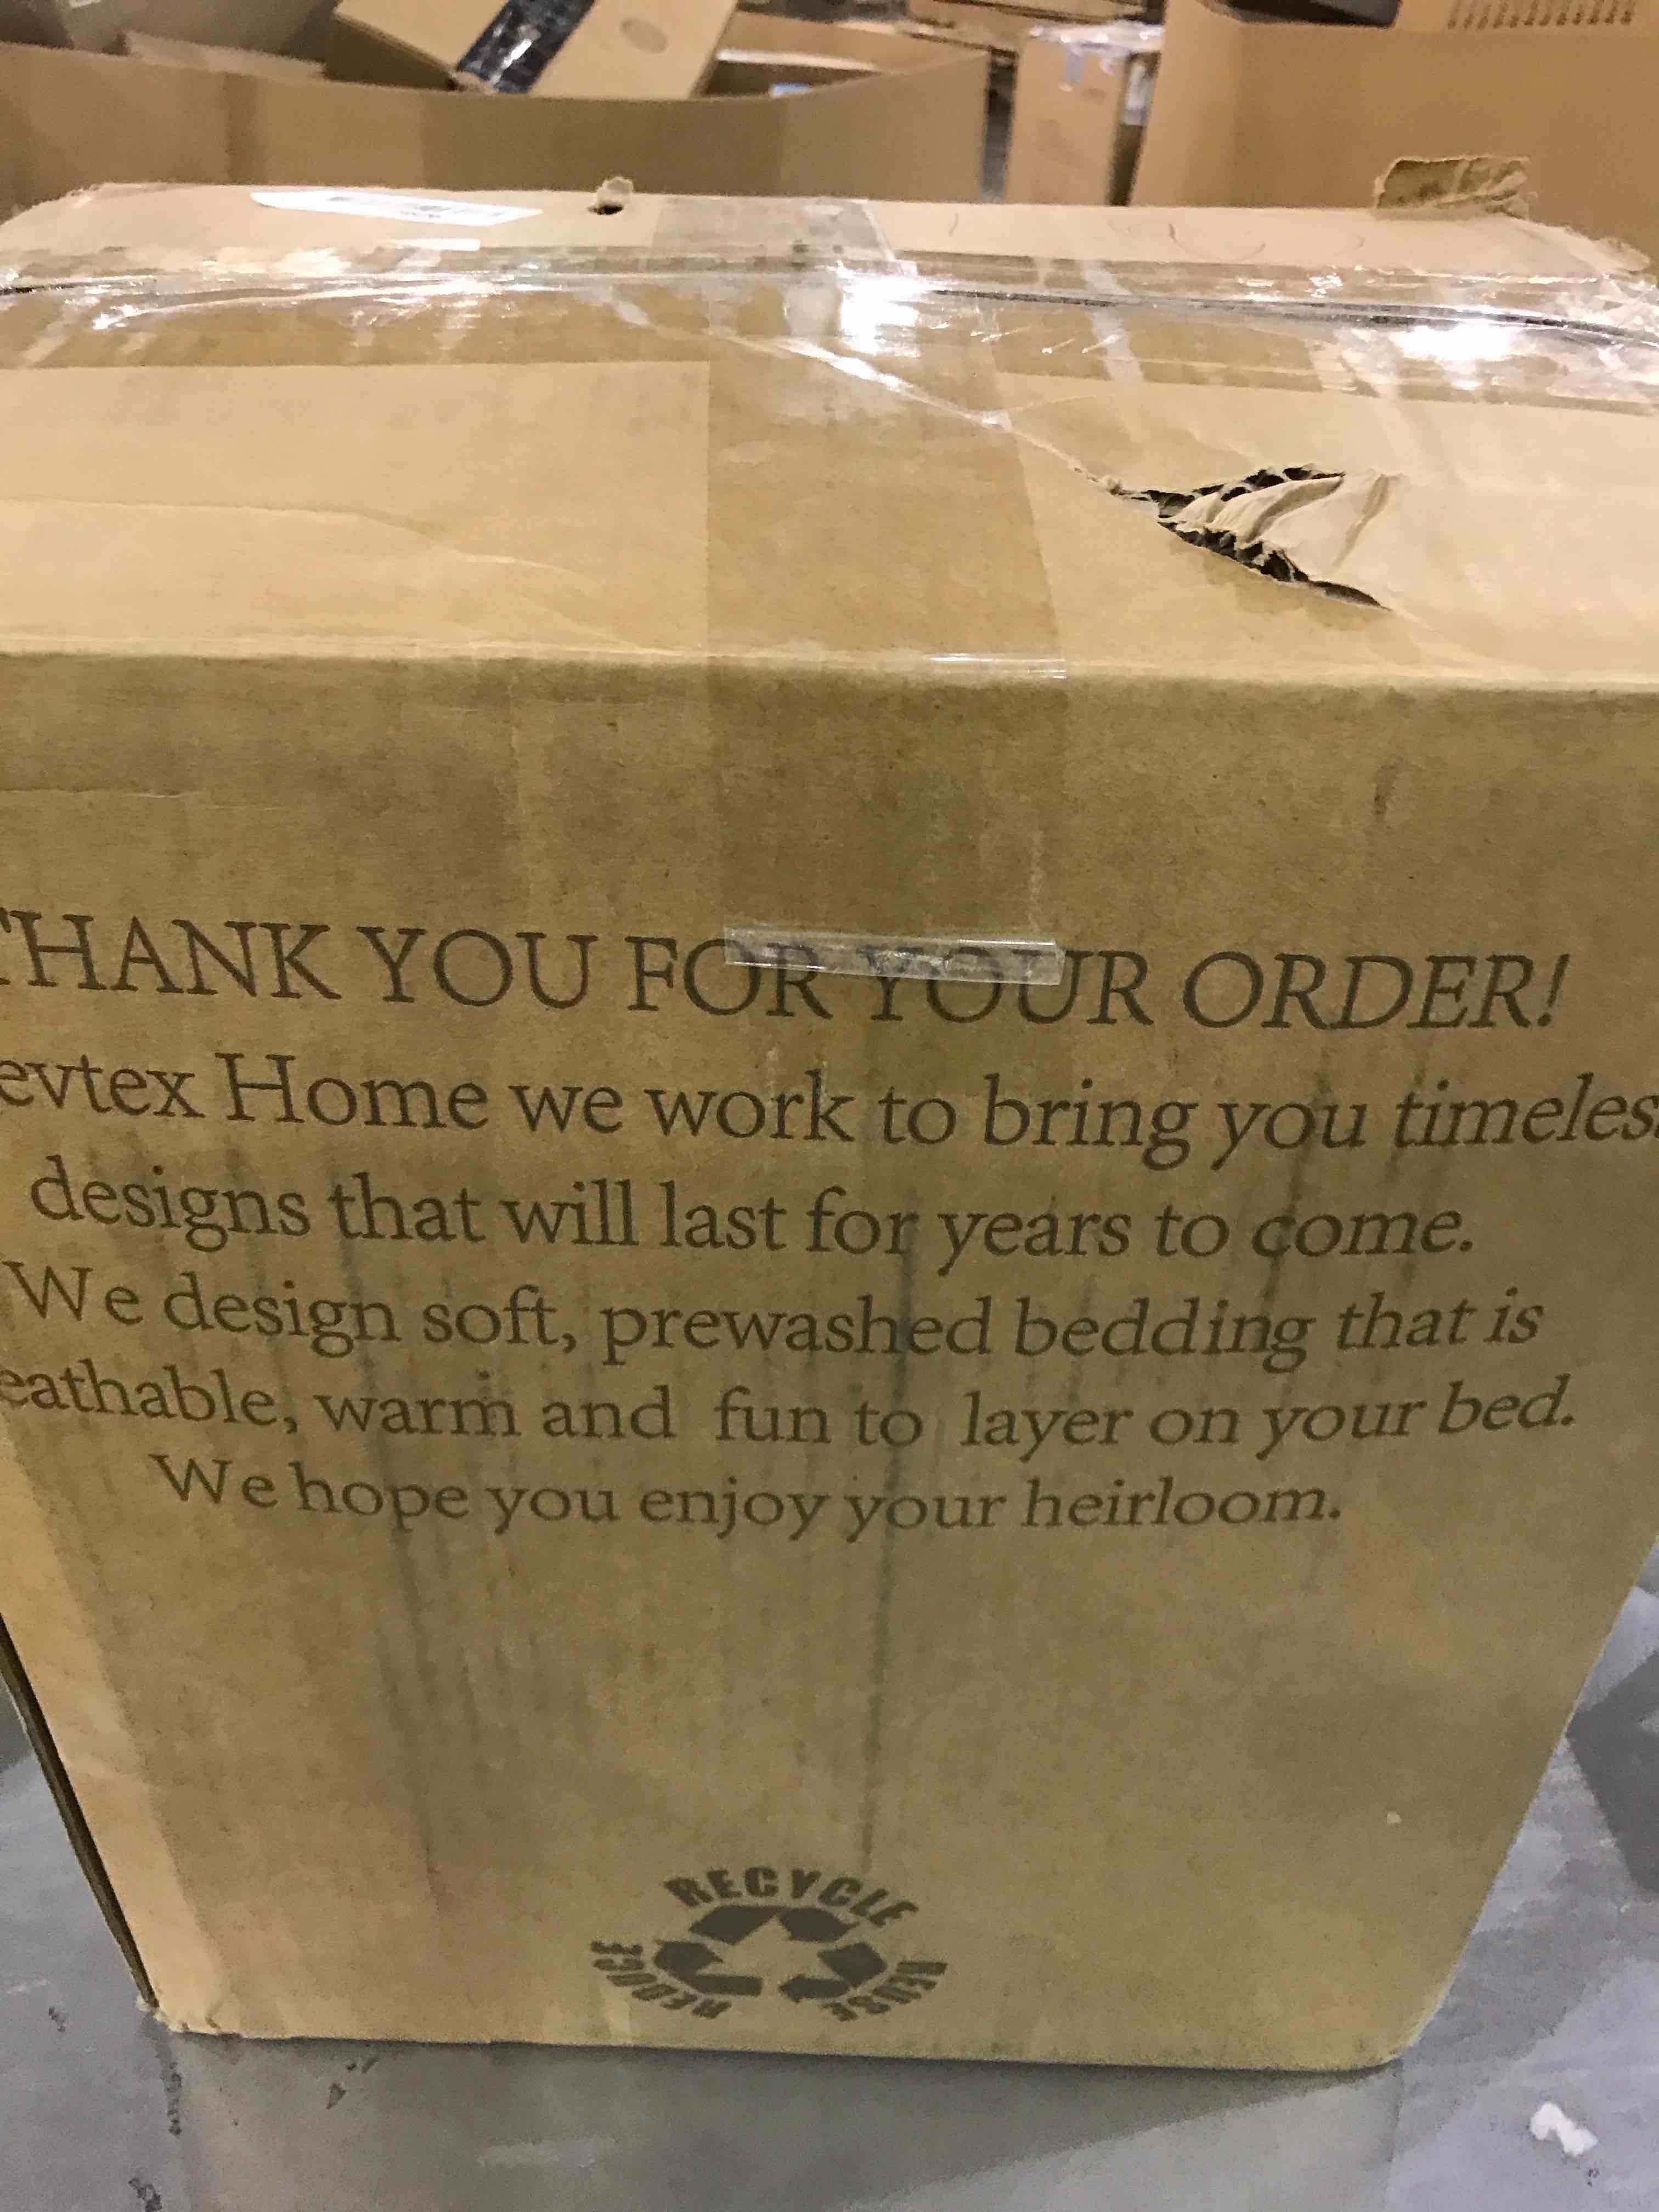 THANK YOU FOR YOUR ORDER!
evtex Home we work to bring you timeles
designs that will last for years to come.
We design soft, prewashed bedding that is
eathable, warm and fun to layer on your bed.
We hope you enjoy your heirloom.
RECYCLE
REDUCE
REUSE